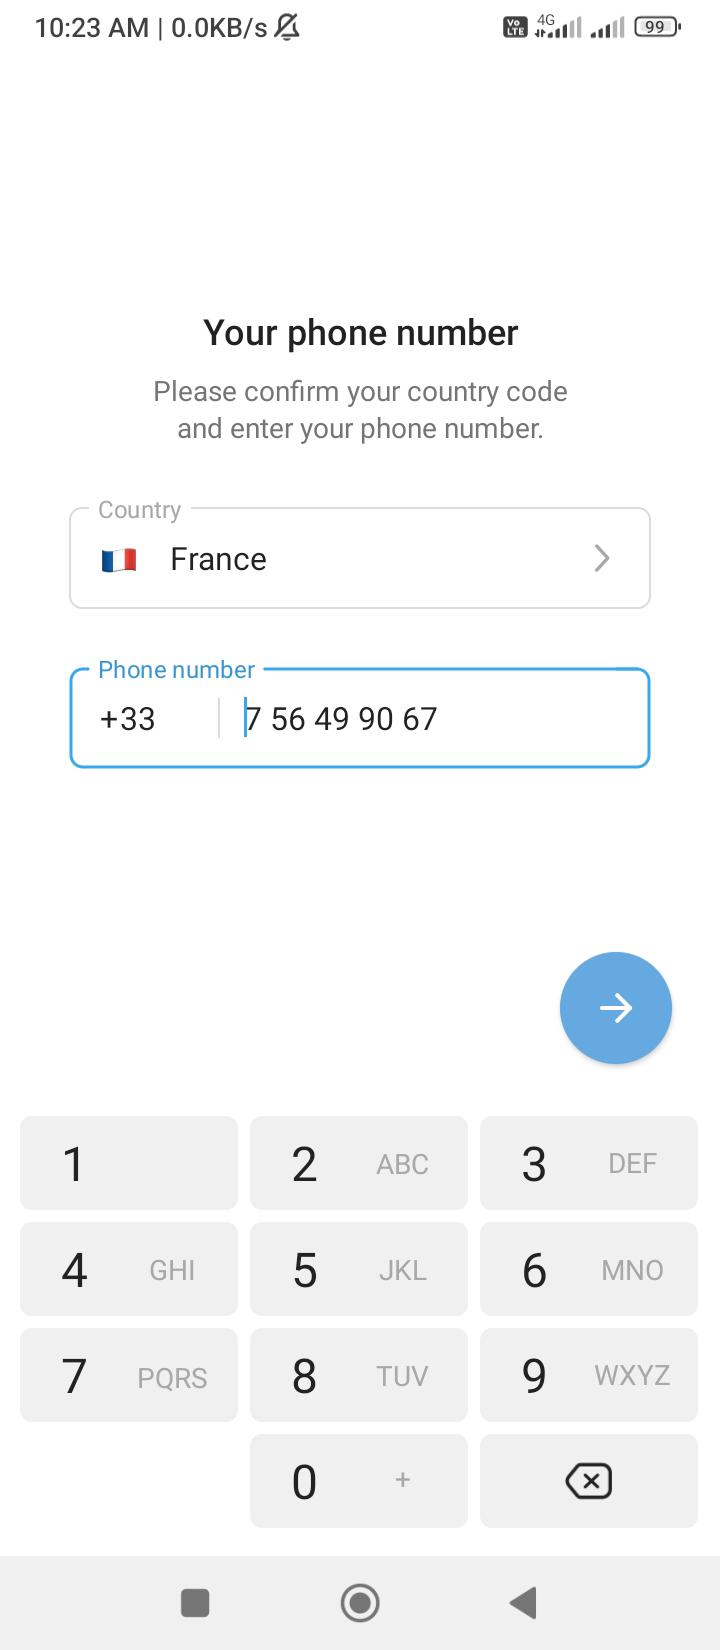 10:23 AM | 0.0KB/s
Vo LTE 4G 99
Your phone number
Please confirm your country code
and enter your phone number.
Country
France
Phone number
+33 7 56 49 90 67
1 2 ABC 3 DEF
4 GHI 5 JKL 6 MNO
7 PQRS 8 TUV 9 WXYZ
0 +